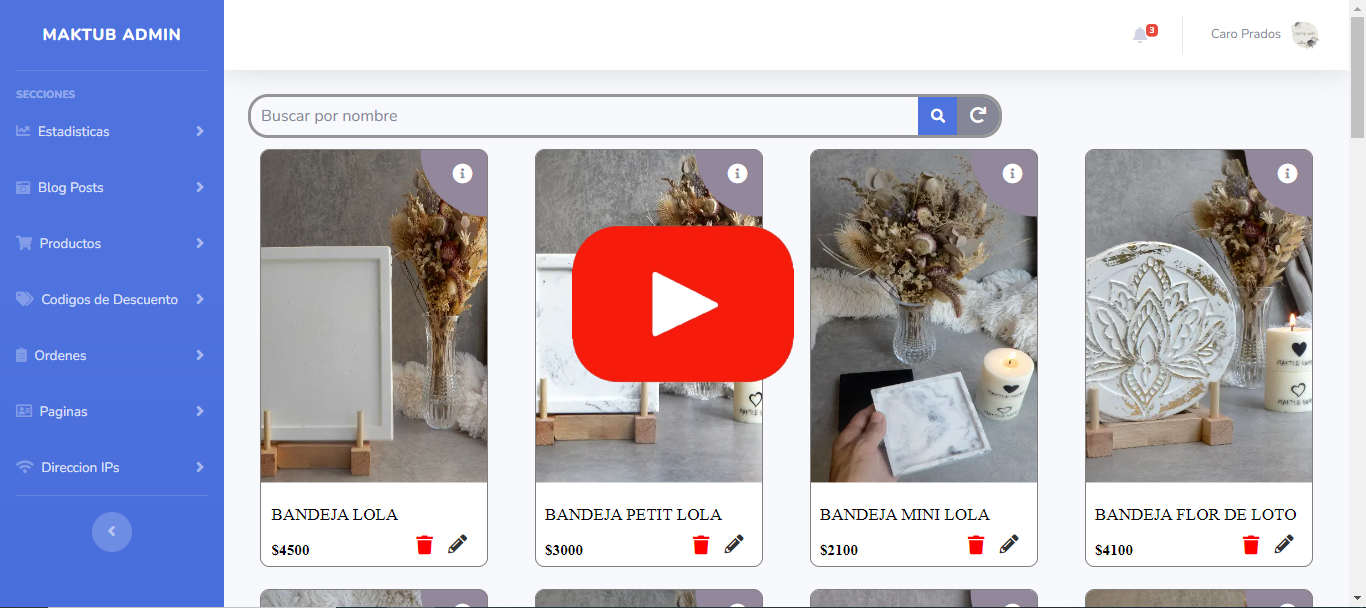 MAKTUB ADMIN
3
Caro Prados
SECCIONES
Estadisticas
Blog Posts
Productos
Codigos de Descuento
Ordenes
Paginas
Direccion IPs
Buscar por nombre
BANDEJA LOLA
$4500
BANDEJA PETIT LOLA
$3000
BANDEJA MINI LOLA
$2100
BANDEJA FLOR DE LOTO
$4100